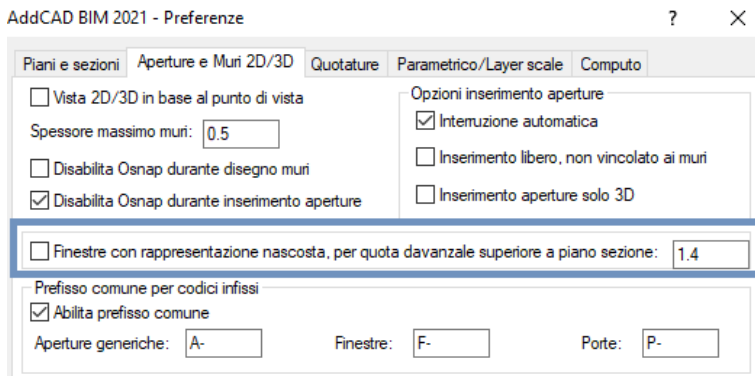 AddCAD BIM 2021 - Preferenze ? ×
Piani e sezioni Aperture e Muri 2D/3D Quotature Parametrico/Layer scale Computo
Vista 2D/3D in base al punto di vista
Spessore massimo muri: 0.5
Disabilita Osnap durante disegno muri
Disabilita Osnap durante inserimento aperture
Opzioni inserimento aperture
Interruzione automatica
Inserimento libero, non vincolato ai muri
Inserimento aperture solo 3D
Finestre con rappresentazione nascosta, per quota davanzale superiore a piano sezione: 1.4
Prefisso comune per codici infissi
Abilita prefisso comune
Aperture generiche: A- Finestre: F- Porte: P-